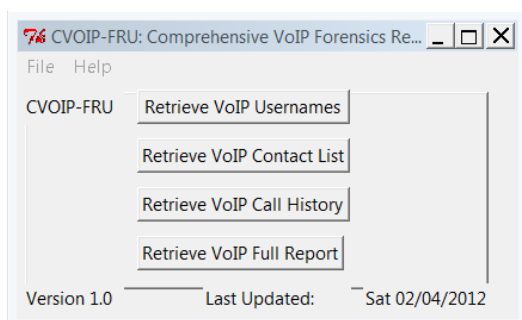 CVOIP-FRU: Comprehensive VoIP Forensics Re...
File Help
CVOIP-FRU Retrieve VoIP Usernames
Retrieve VoIP Contact List
Retrieve VoIP Call History
Retrieve VoIP Full Report
Version 1.0 Last Updated: Sat 02/04/2012